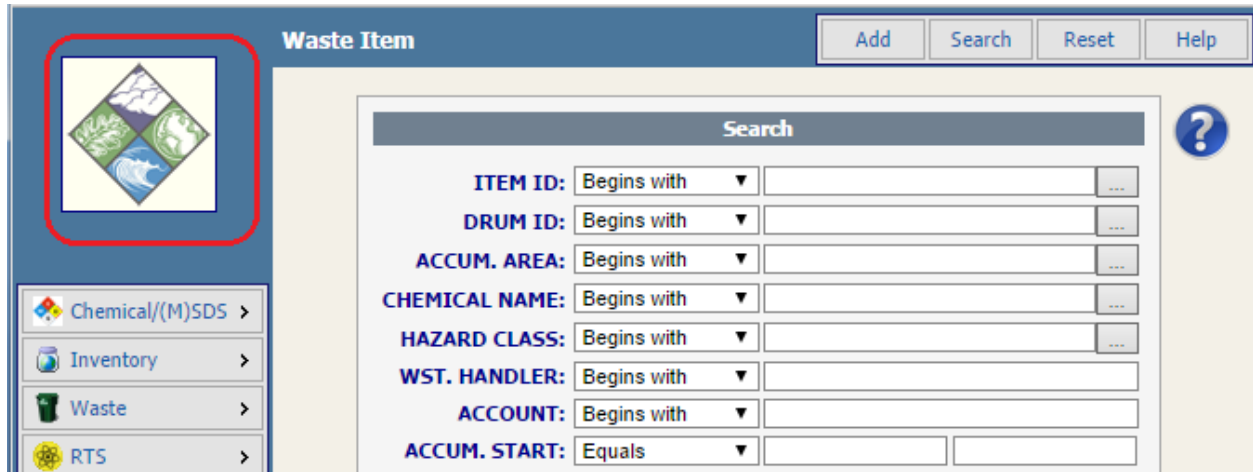 Waste Item
Add Search Reset Help
Search
?
ITEM ID: Begins with ▼ ...
DRUM ID: Begins with ▼ ...
ACCUM. AREA: Begins with ▼ ...
CHEMICAL NAME: Begins with ▼ ...
HAZARD CLASS: Begins with ▼ ...
WST. HANDLER: Begins with ▼
ACCOUNT: Begins with ▼
ACCUM. START: Equals ▼
Chemical/(M)SDS >
Inventory >
Waste >
RTS >